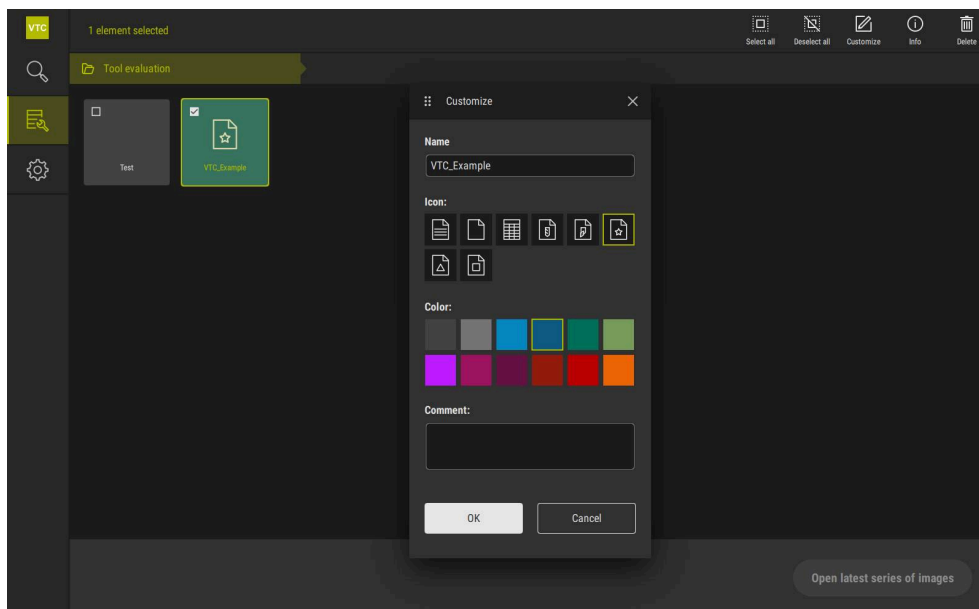 VTC
1 element selected
Select all
Deselect all
Customize
Info
Delete
Tool evaluation
Test
VTC_Example
Customize
Name
VTC_Example
Icon:
Color:
Comment:
OK
Cancel
Open latest series of images